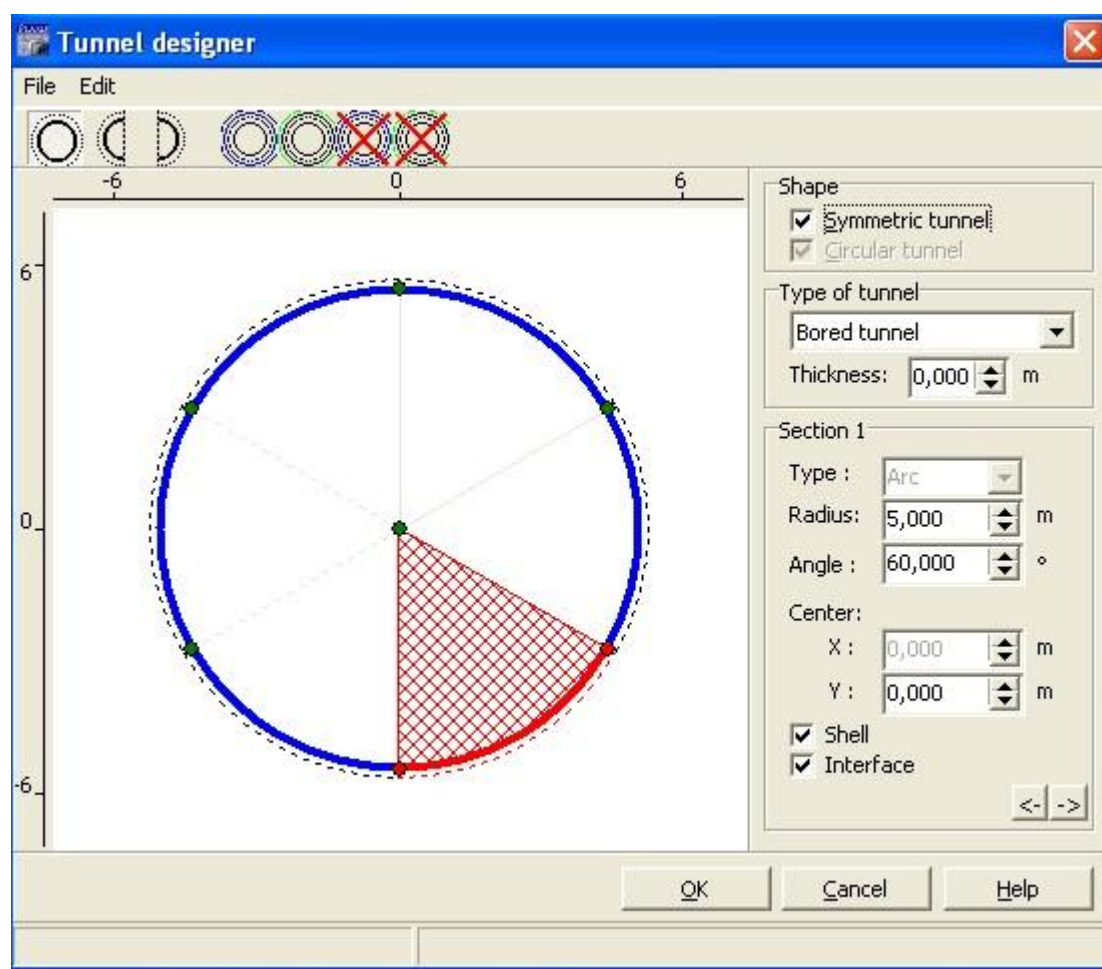 Tunnel designer
File Edit
-6 0 6
6
0
-6
Shape
Symmetric tunnel
Circular tunnel
Type of tunnel
Bored tunnel
Thickness: 0,000 m
Section 1
Type : Arc
Radius: 5,000 m
Angle : 60,000 °
Center:
X : 0,000 m
Y : 0,000 m
Shell
Interface
<- ->
OK Cancel Help